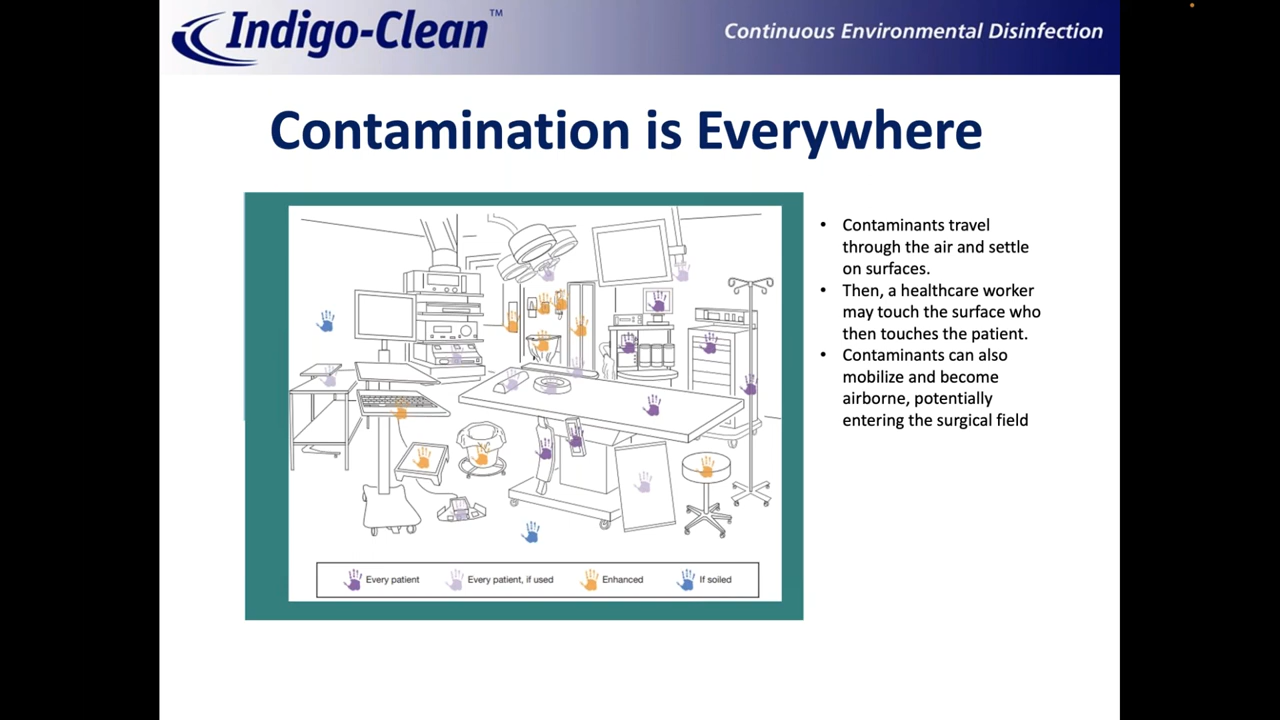 Indigo-Clean™
Continuous Environmental Disinfection
Contamination is Everywhere
• Contaminants travel
through the air and settle
on surfaces.
• Then, a healthcare worker
may touch the surface who
then touches the patient.
• Contaminants can also
mobilize and become
airborne, potentially
entering the surgical field
Every patient
Every patient, if used
Enhanced
If soiled